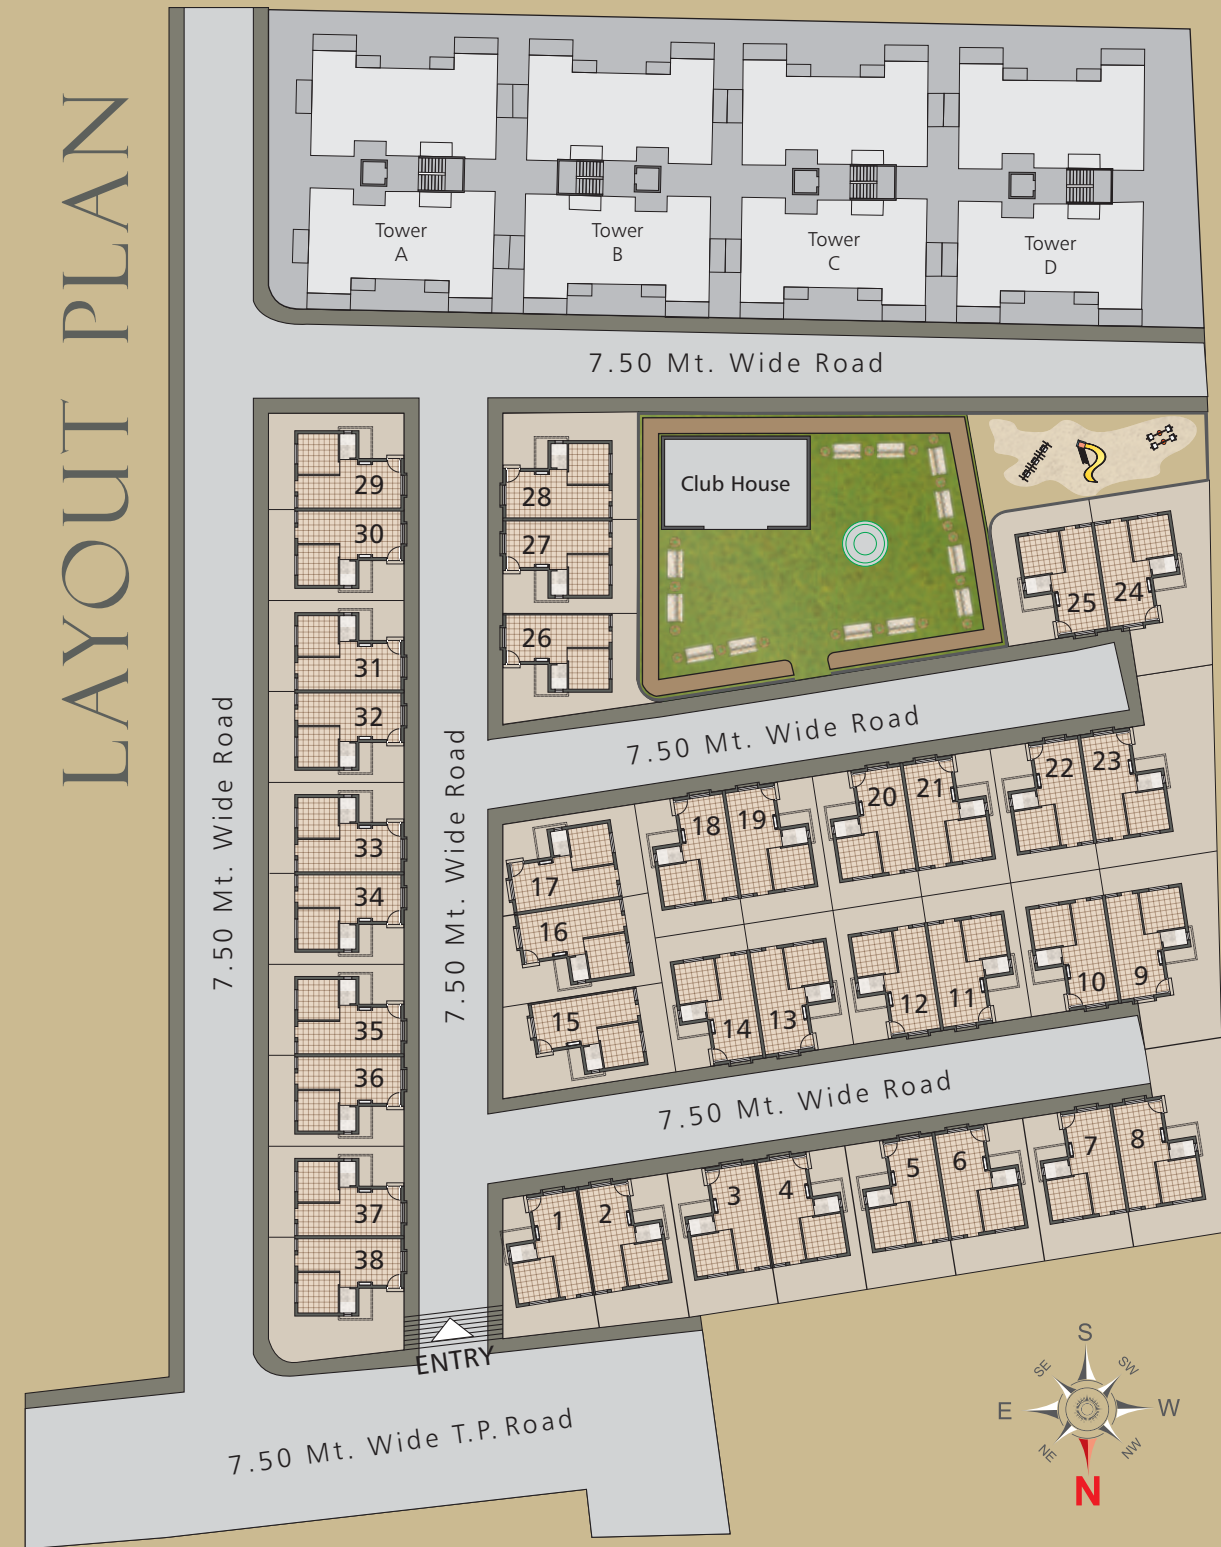 LAYOUT PLAN
Tower
A
Tower
B
Tower
C
Tower
D
7.50 Mt. Wide Road
29
30
31
32
33
34
35
36
37
38
28
27
26
Club House
25
24
7.50 Mt. Wide Road
7.50 Mt. Wide Road
7.50 Mt. Wide Road
17
16
15
18
19
20
21
22
23
14
13
12
11
10
9
7.50 Mt. Wide Road
1
2
3
4
5
6
7
8
ENTRY
7.50 Mt. Wide T.P. Road
S
SE
SW
E
W
NE
NW
N